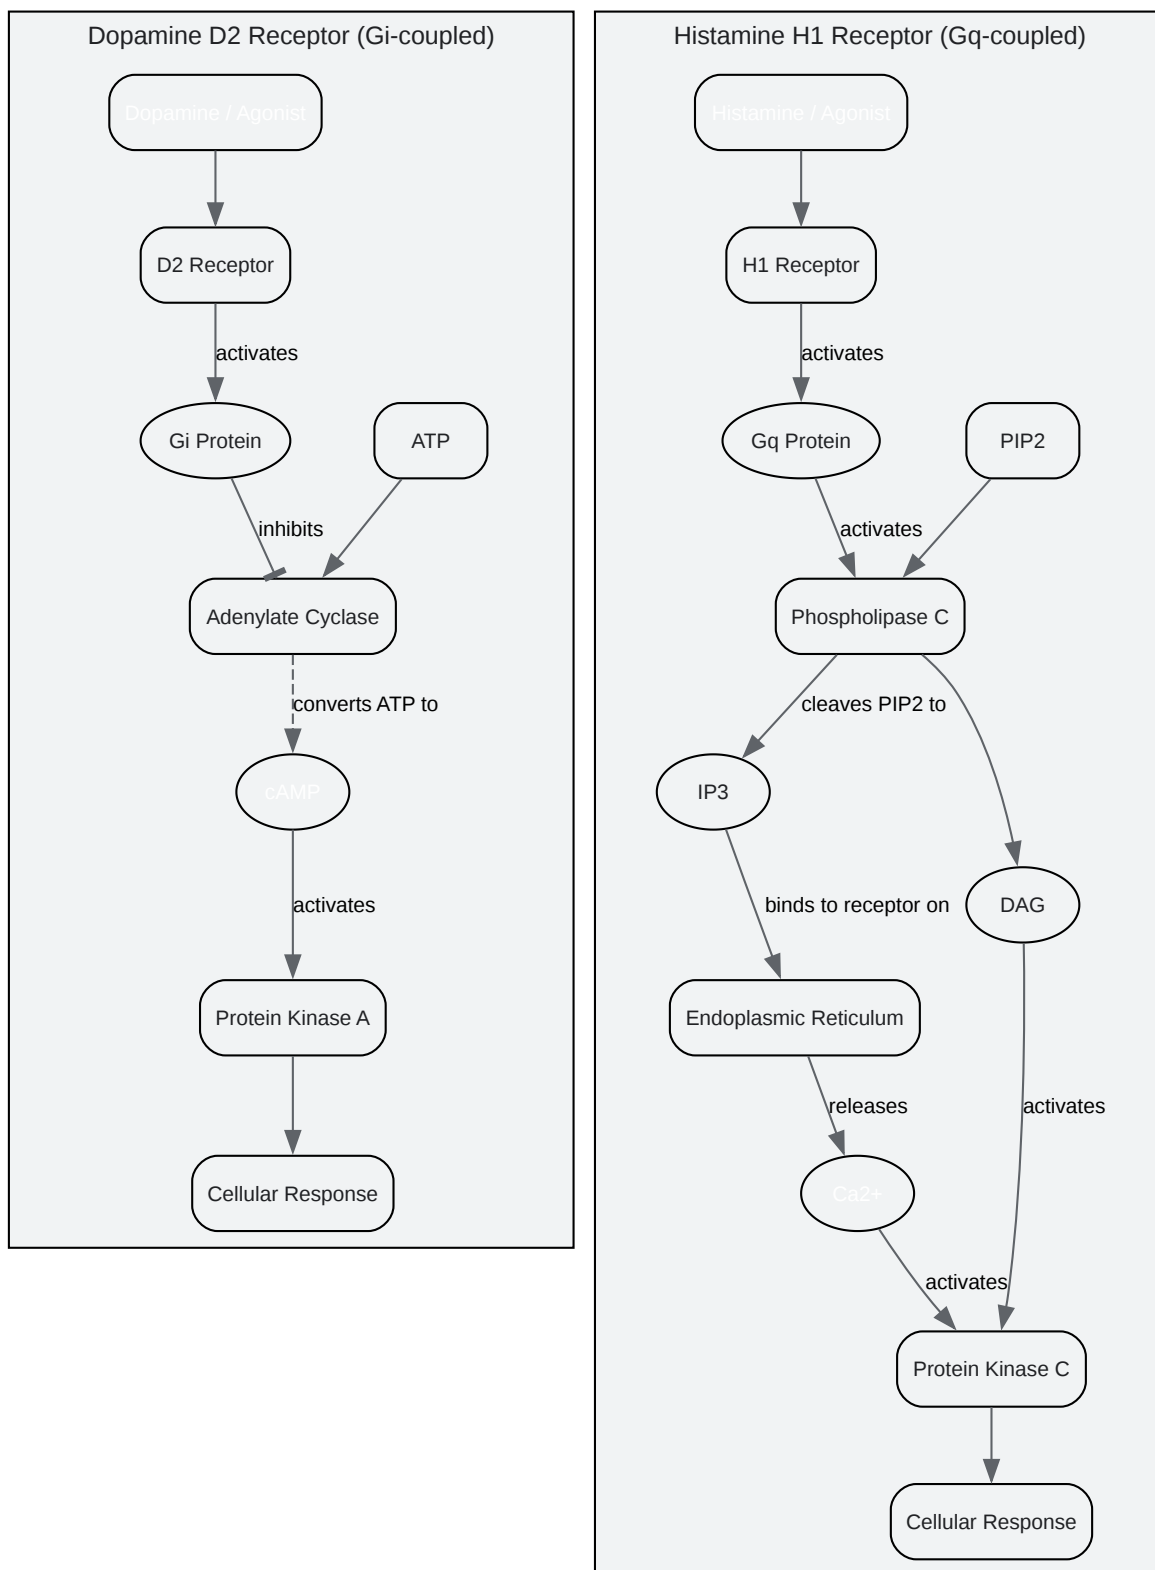 Dopamine D2 Receptor (Gi-coupled)
Dopamine / Agonist
D2 Receptor
activates
Gi Protein
ATP
inhibits
Adenylate Cyclase
converts ATP to
cAMP
activates
Protein Kinase A
Cellular Response
Histamine H1 Receptor (Gq-coupled)
Histamine / Agonist
H1 Receptor
activates
Gq Protein
PIP2
activates
Phospholipase C
cleaves PIP2 to
IP3
binds to receptor on
DAG
Endoplasmic Reticulum
releases
activates
Ca2+
activates
Protein Kinase C
Cellular Response